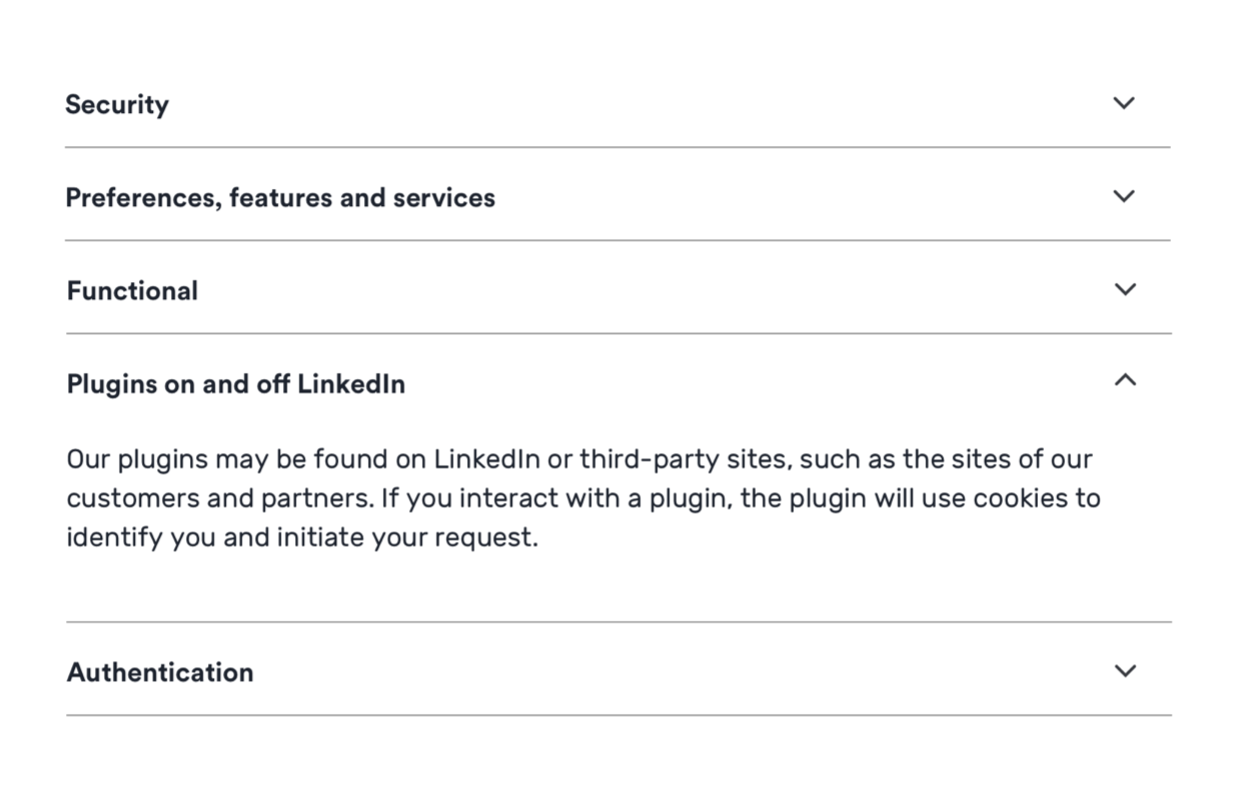 Security
Preferences, features and services
Functional
Plugins on and off LinkedIn
Our plugins may be found on LinkedIn or third-party sites, such as the sites of our
customers and partners. If you interact with a plugin, the plugin will use cookies to
identify you and initiate your request.
Authentication